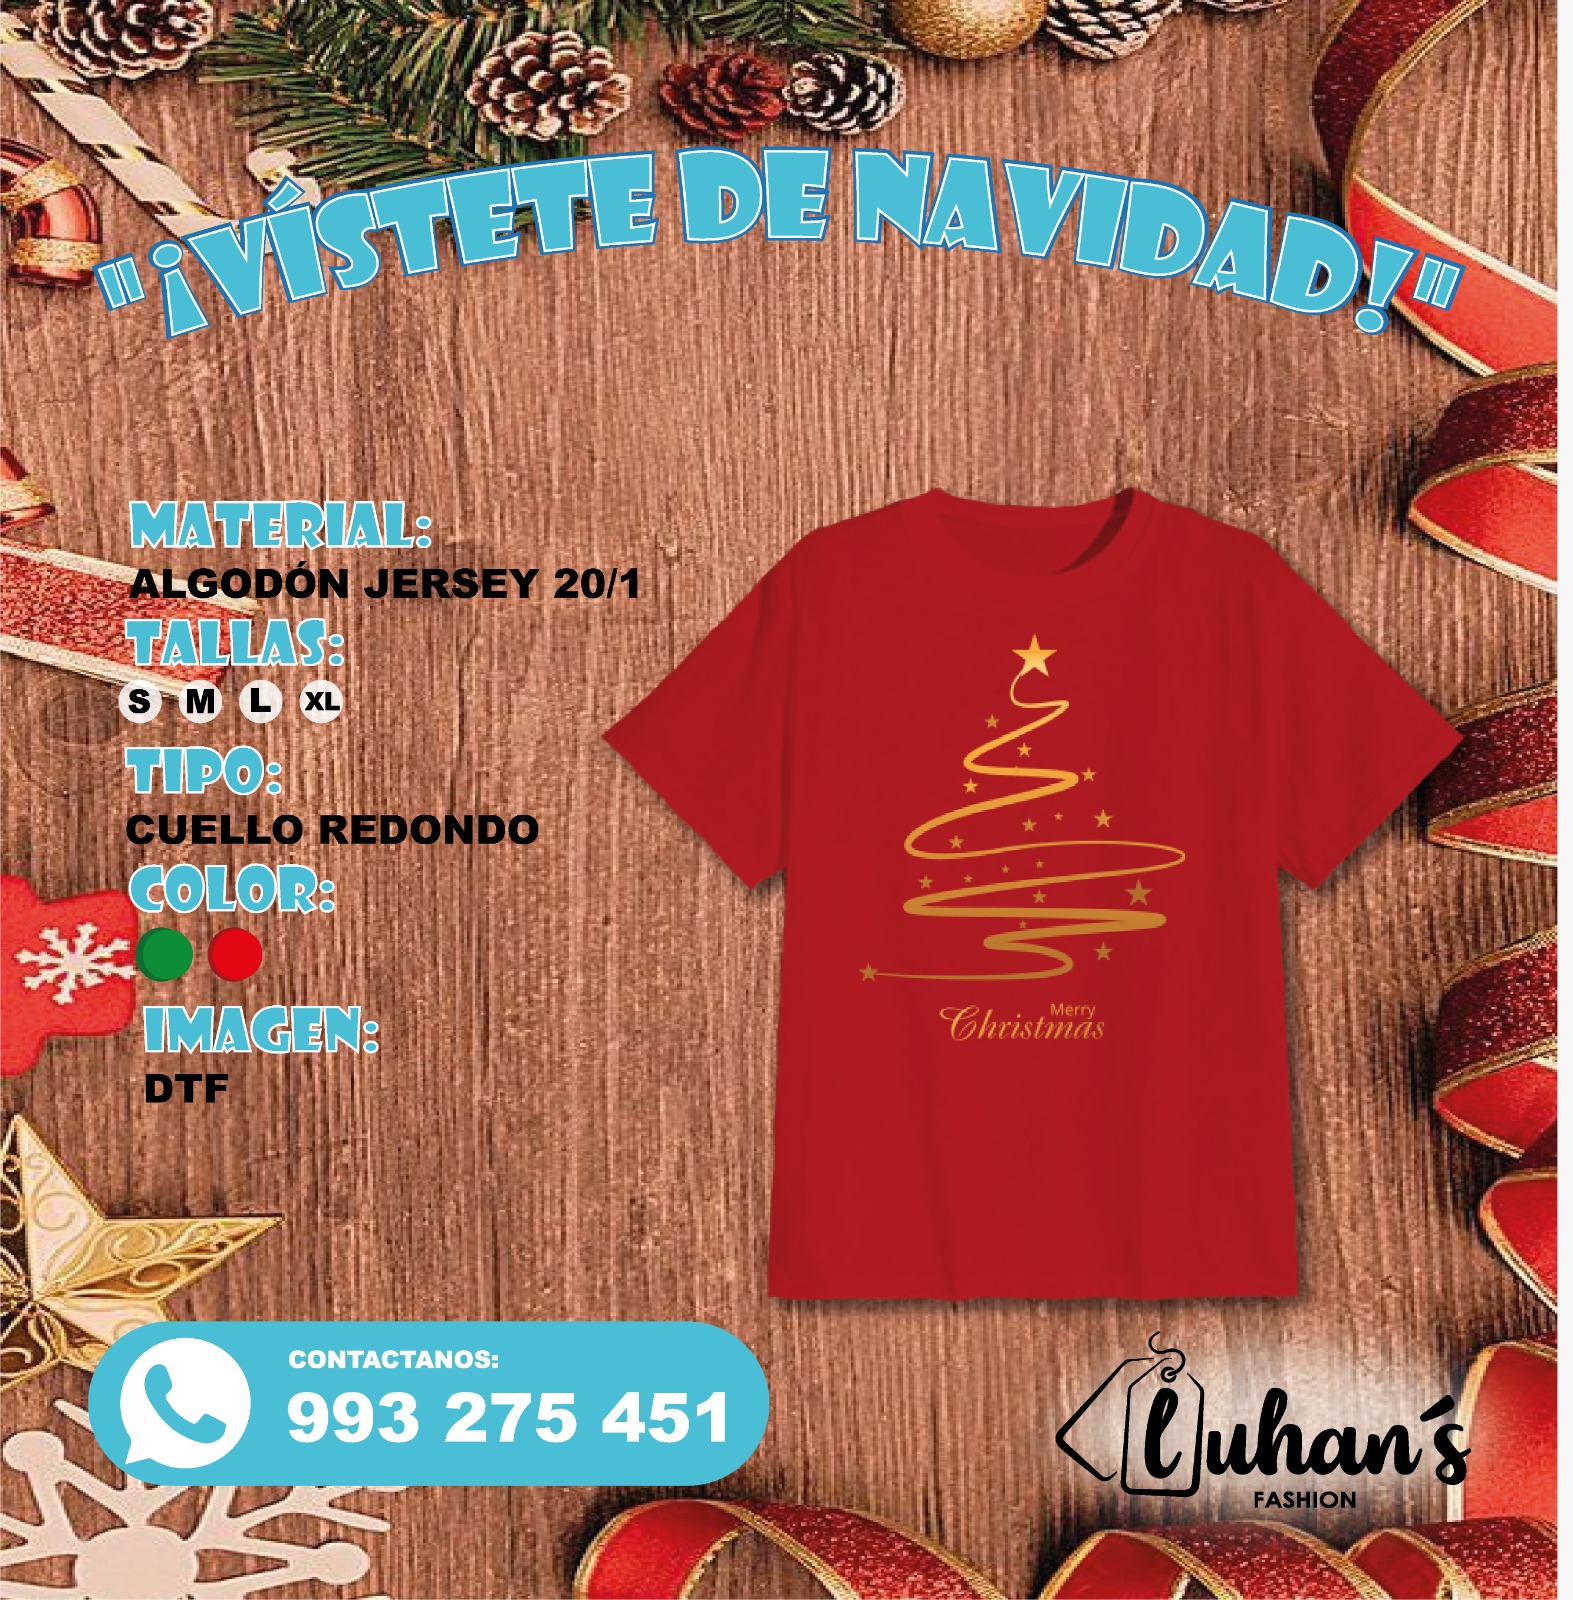 "¡VÍSTETE DE NAVIDAD!"
MATERIAL:
ALGODÓN JERSEY 20/1
TALLAS:
S M L XL
TIPO:
CUELLO REDONDO
COLOR:
IMAGEN:
DTF
Merry
Christmas
CONTACTANOS:
993 275 451
Luhan´s
FASHION